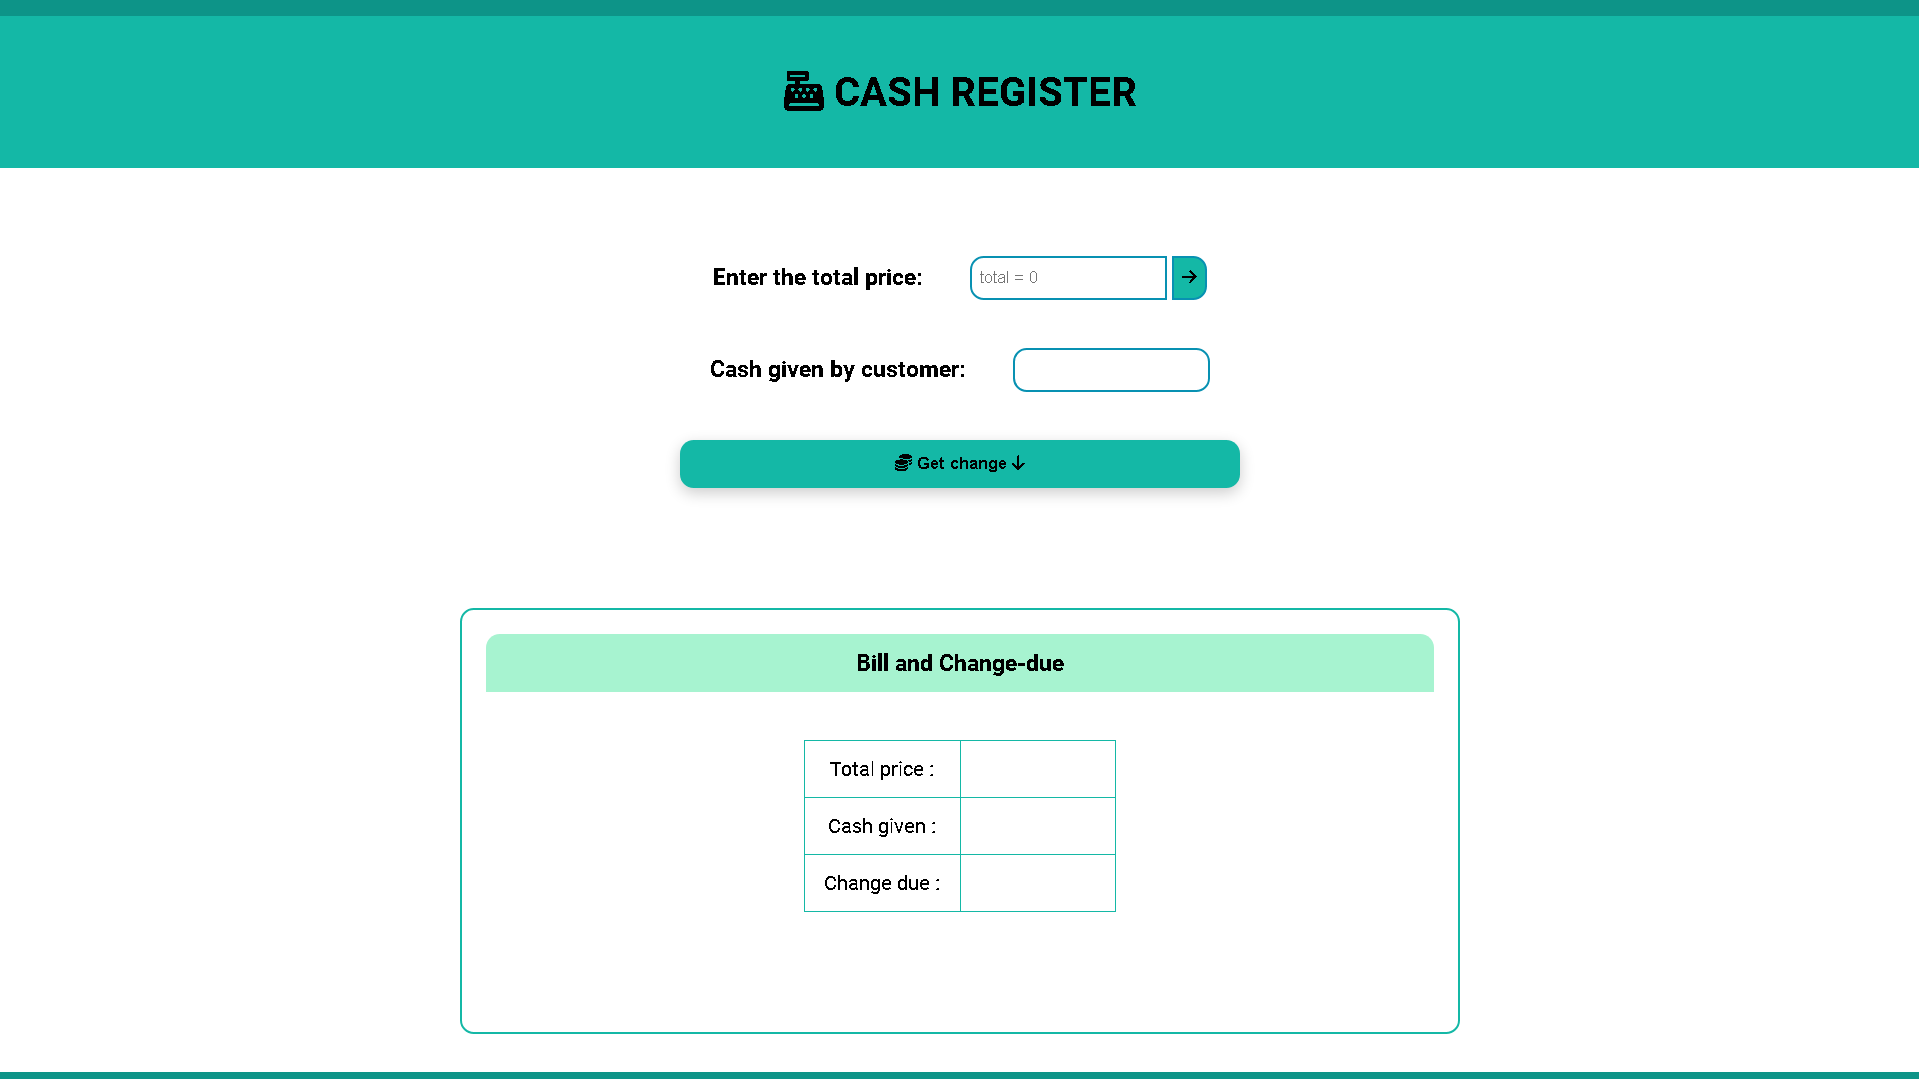 CASH REGISTER
Enter the total price: total = 0
Cash given by customer:
Get change
Bill and Change-due
Total price :
Cash given :
Change due :